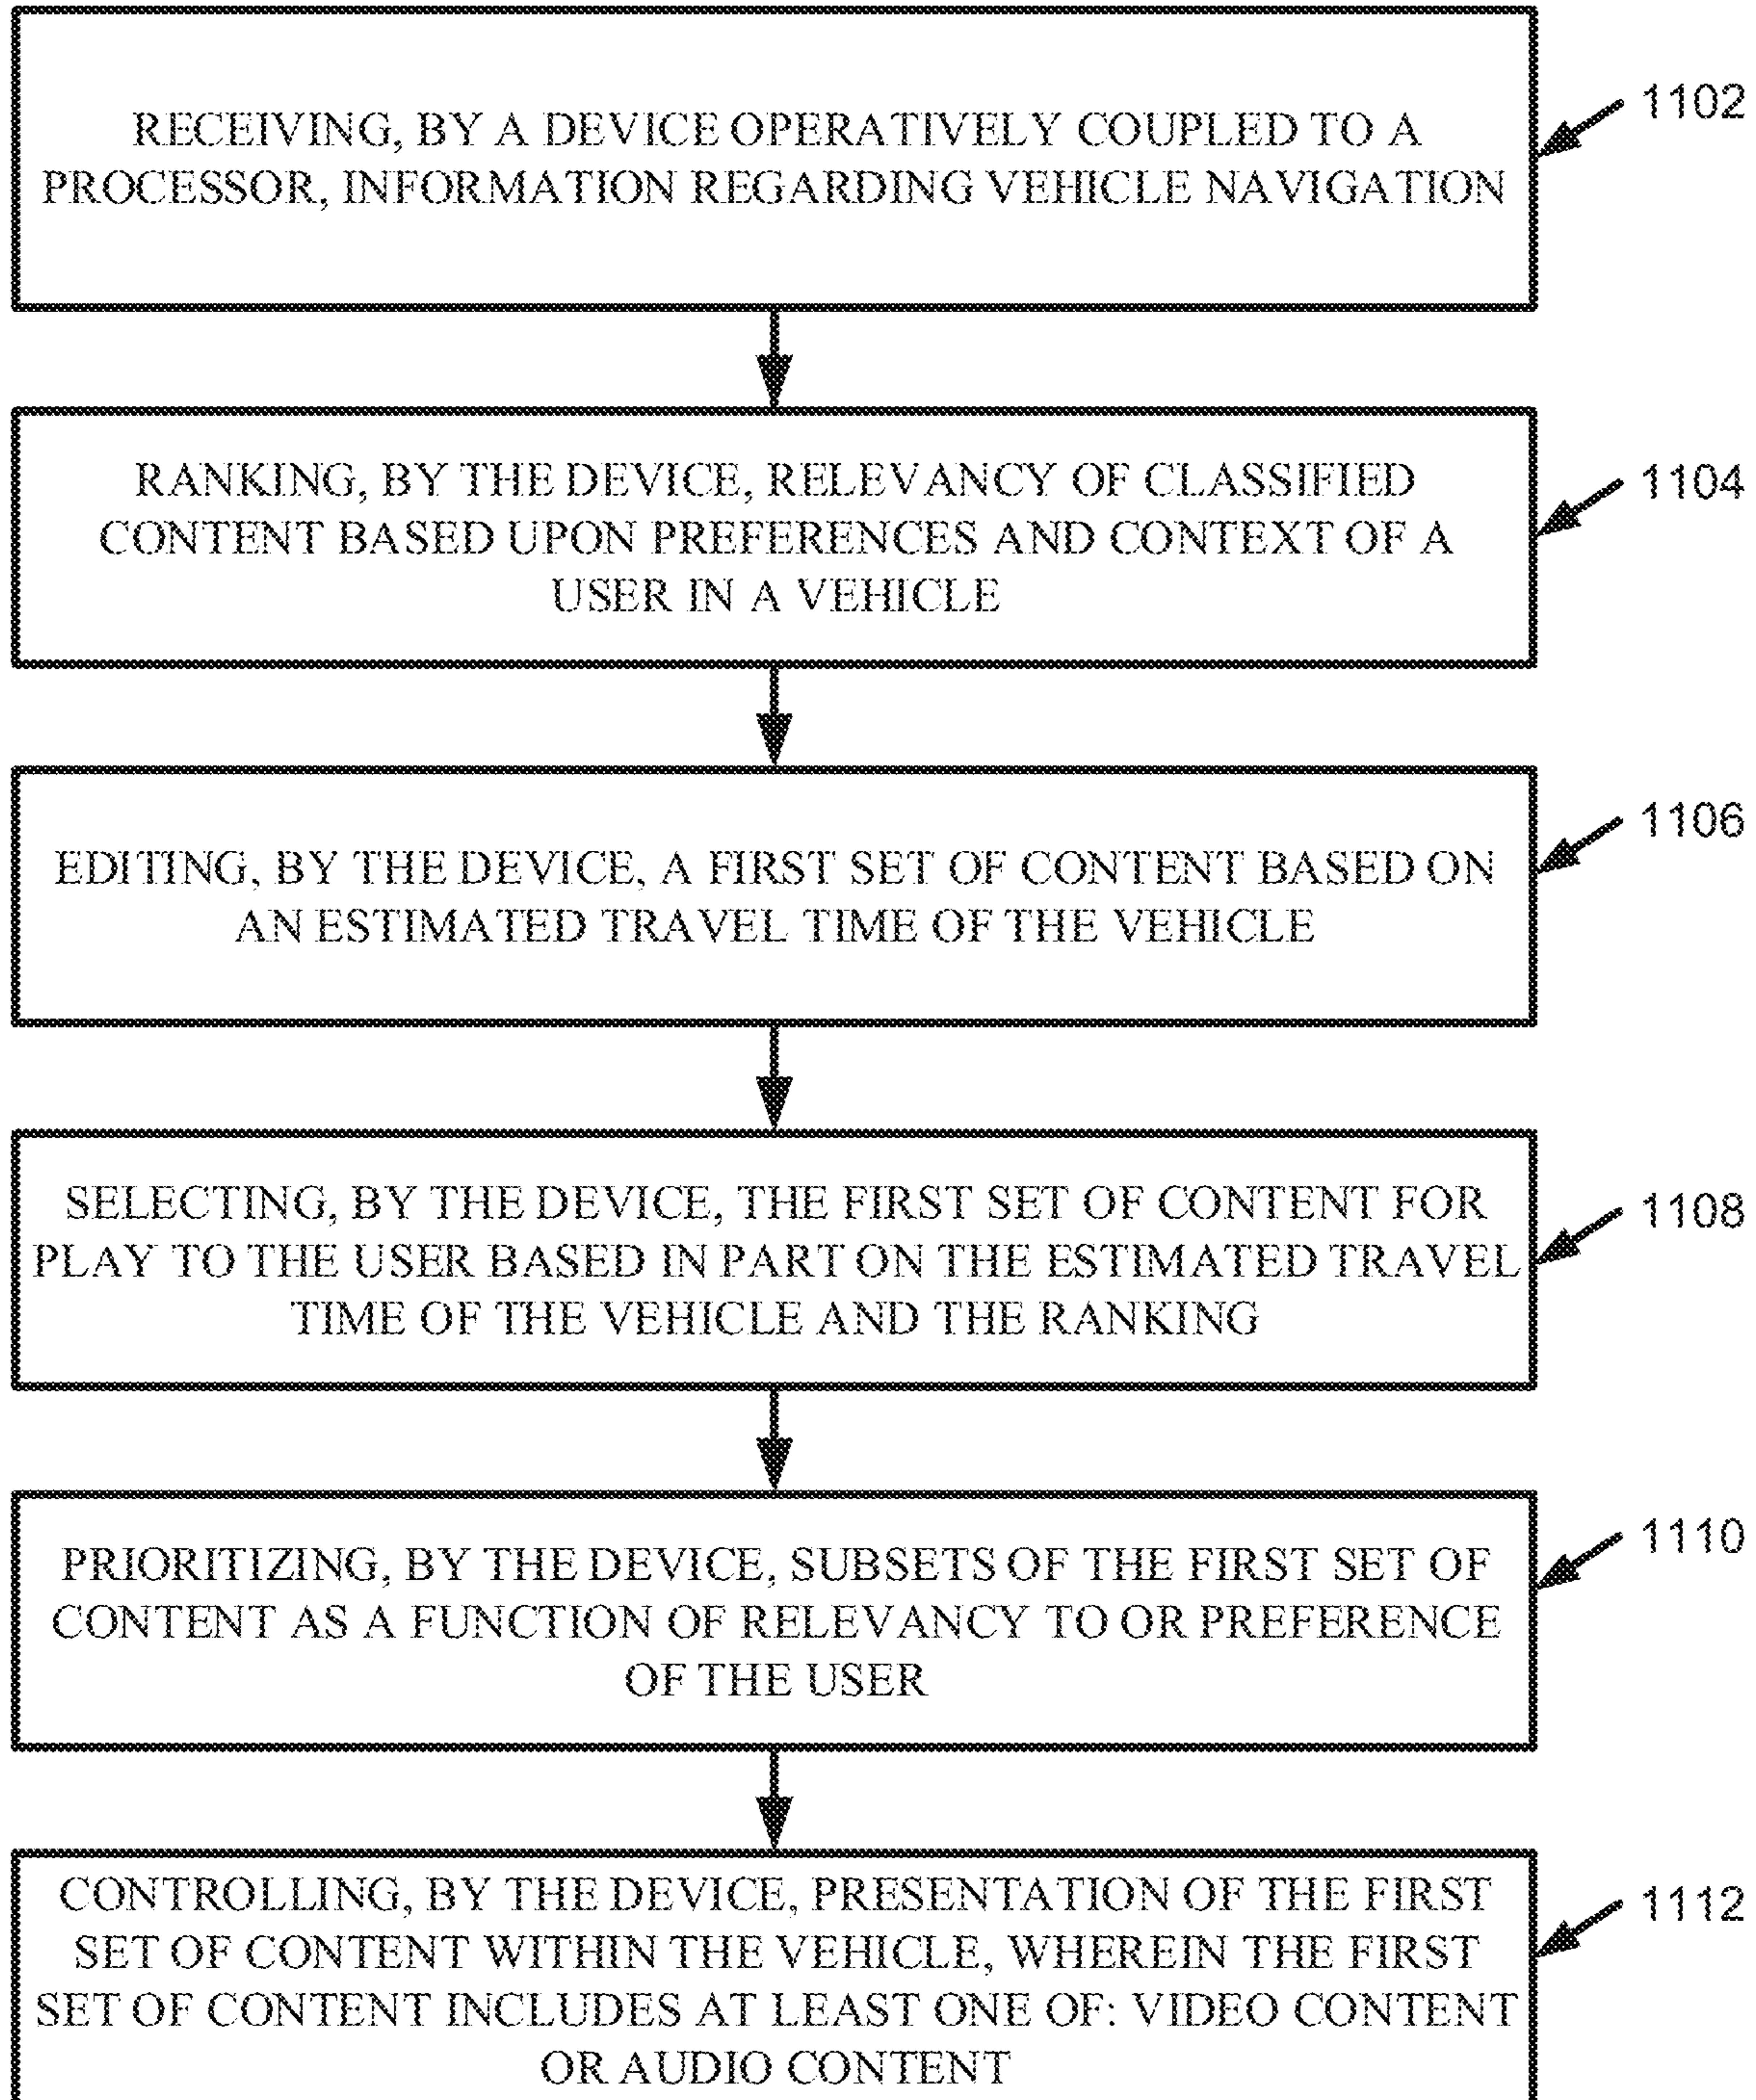 RECEIVING, BY A DEVICE OPERATIVELY COUPLED TO A
PROCESSOR, INFORMATION REGARDING VEHICLE NAVIGATION
1102
RANKING, BY THE DEVICE, RELEVANCY OF CLASSIFIED
CONTENT BASED UPON PREFERENCES AND CONTEXT OF A
USER IN A VEHICLE
1104
EDITING, BY THE DEVICE, A FIRST SET OF CONTENT BASED ON
AN ESTIMATED TRAVEL TIME OF THE VEHICLE
1106
SELECTING, BY THE DEVICE, THE FIRST SET OF CONTENT FOR
PLAY TO THE USER BASED IN PART ON THE ESTIMATED TRAVEL
TIME OF THE VEHICLE AND THE RANKING
1108
PRIORITIZING, BY THE DEVICE, SUBSETS OF THE FIRST SET OF
CONTENT AS A FUNCTION OF RELEVANCY TO OR PREFERENCE
OF THE USER
1110
CONTROLLING, BY THE DEVICE, PRESENTATION OF THE FIRST
SET OF CONTENT WITHIN THE VEHICLE, WHEREIN THE FIRST
SET OF CONTENT INCLUDES AT LEAST ONE OF: VIDEO CONTENT
OR AUDIO CONTENT
1112